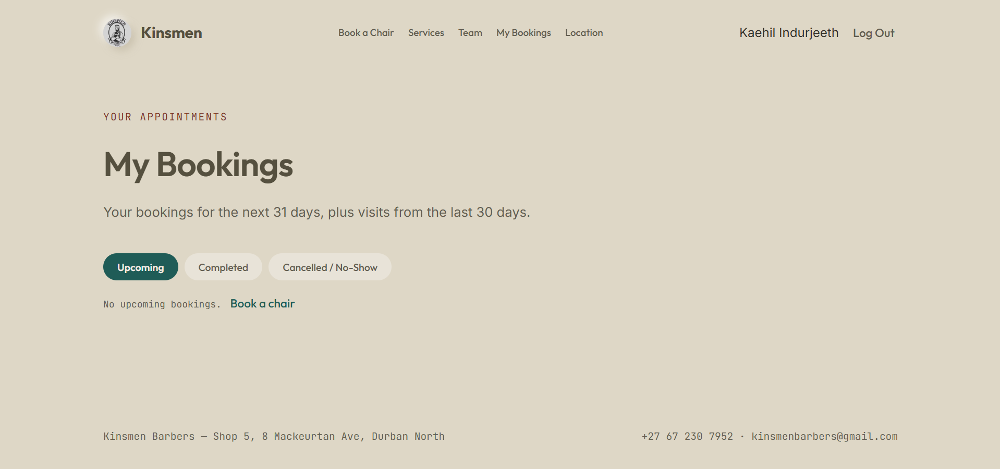 KINSMEN
Kinsmen
Book a Chair Services Team My Bookings Location
Kaehil Indurjeeth Log Out
YOUR APPOINTMENTS
My Bookings
Your bookings for the next 31 days, plus visits from the last 30 days.
Upcoming Completed Cancelled / No-Show
No upcoming bookings. Book a chair
Kinsmen Barbers — Shop 5, 8 Mackeurtan Ave, Durban North
+27 67 230 7952 · kinsmenbarbers@gmail.com